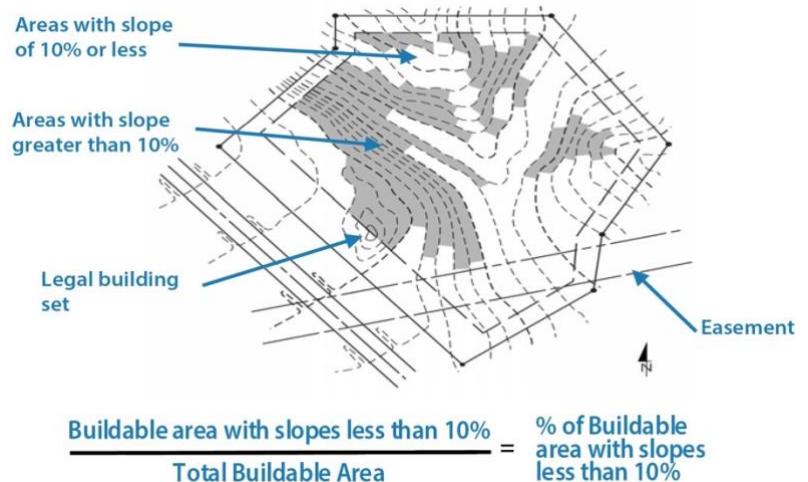 Areas with slope
of 10% or less
Areas with slope
greater than 10%
Legal building
set
Easement
N
Buildable area with slopes less than 10%
Total Buildable Area
=
% of Buildable
area with slopes
less than 10%